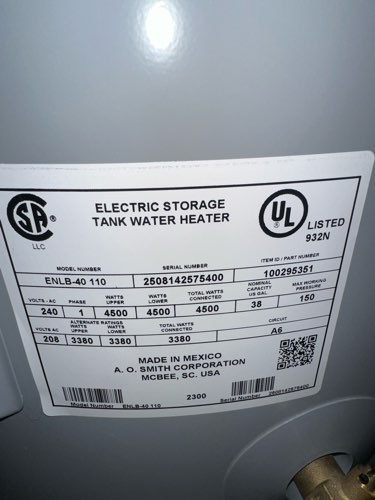 ELECTRIC STORAGE
TANK WATER HEATER
SA
LLC
UL
LISTED
932N
MODEL NUMBER SERIAL NUMBER ITEM ID / PART NUMBER
ENLB-40 110 2508142575400 100295351
VOLTS - AC PHASE WATTS UPPER WATTS LOWER TOTAL WATTS CONNECTED NOMINAL CAPACITY US GAL MAX WORKING PRESSURE
240 1 4500 4500 4500 38 150
VOLTS - AC ALTERNATE RATINGS WATTS UPPER WATTS LOWER TOTAL WATTS CONNECTED CIRCUIT
208 3380 3380 3380 A6
MADE IN MEXICO
A. O. SMITH CORPORATION
MCBEE, SC. USA
2300
Model Number ENLB-40 110 Serial Number 2508142575400